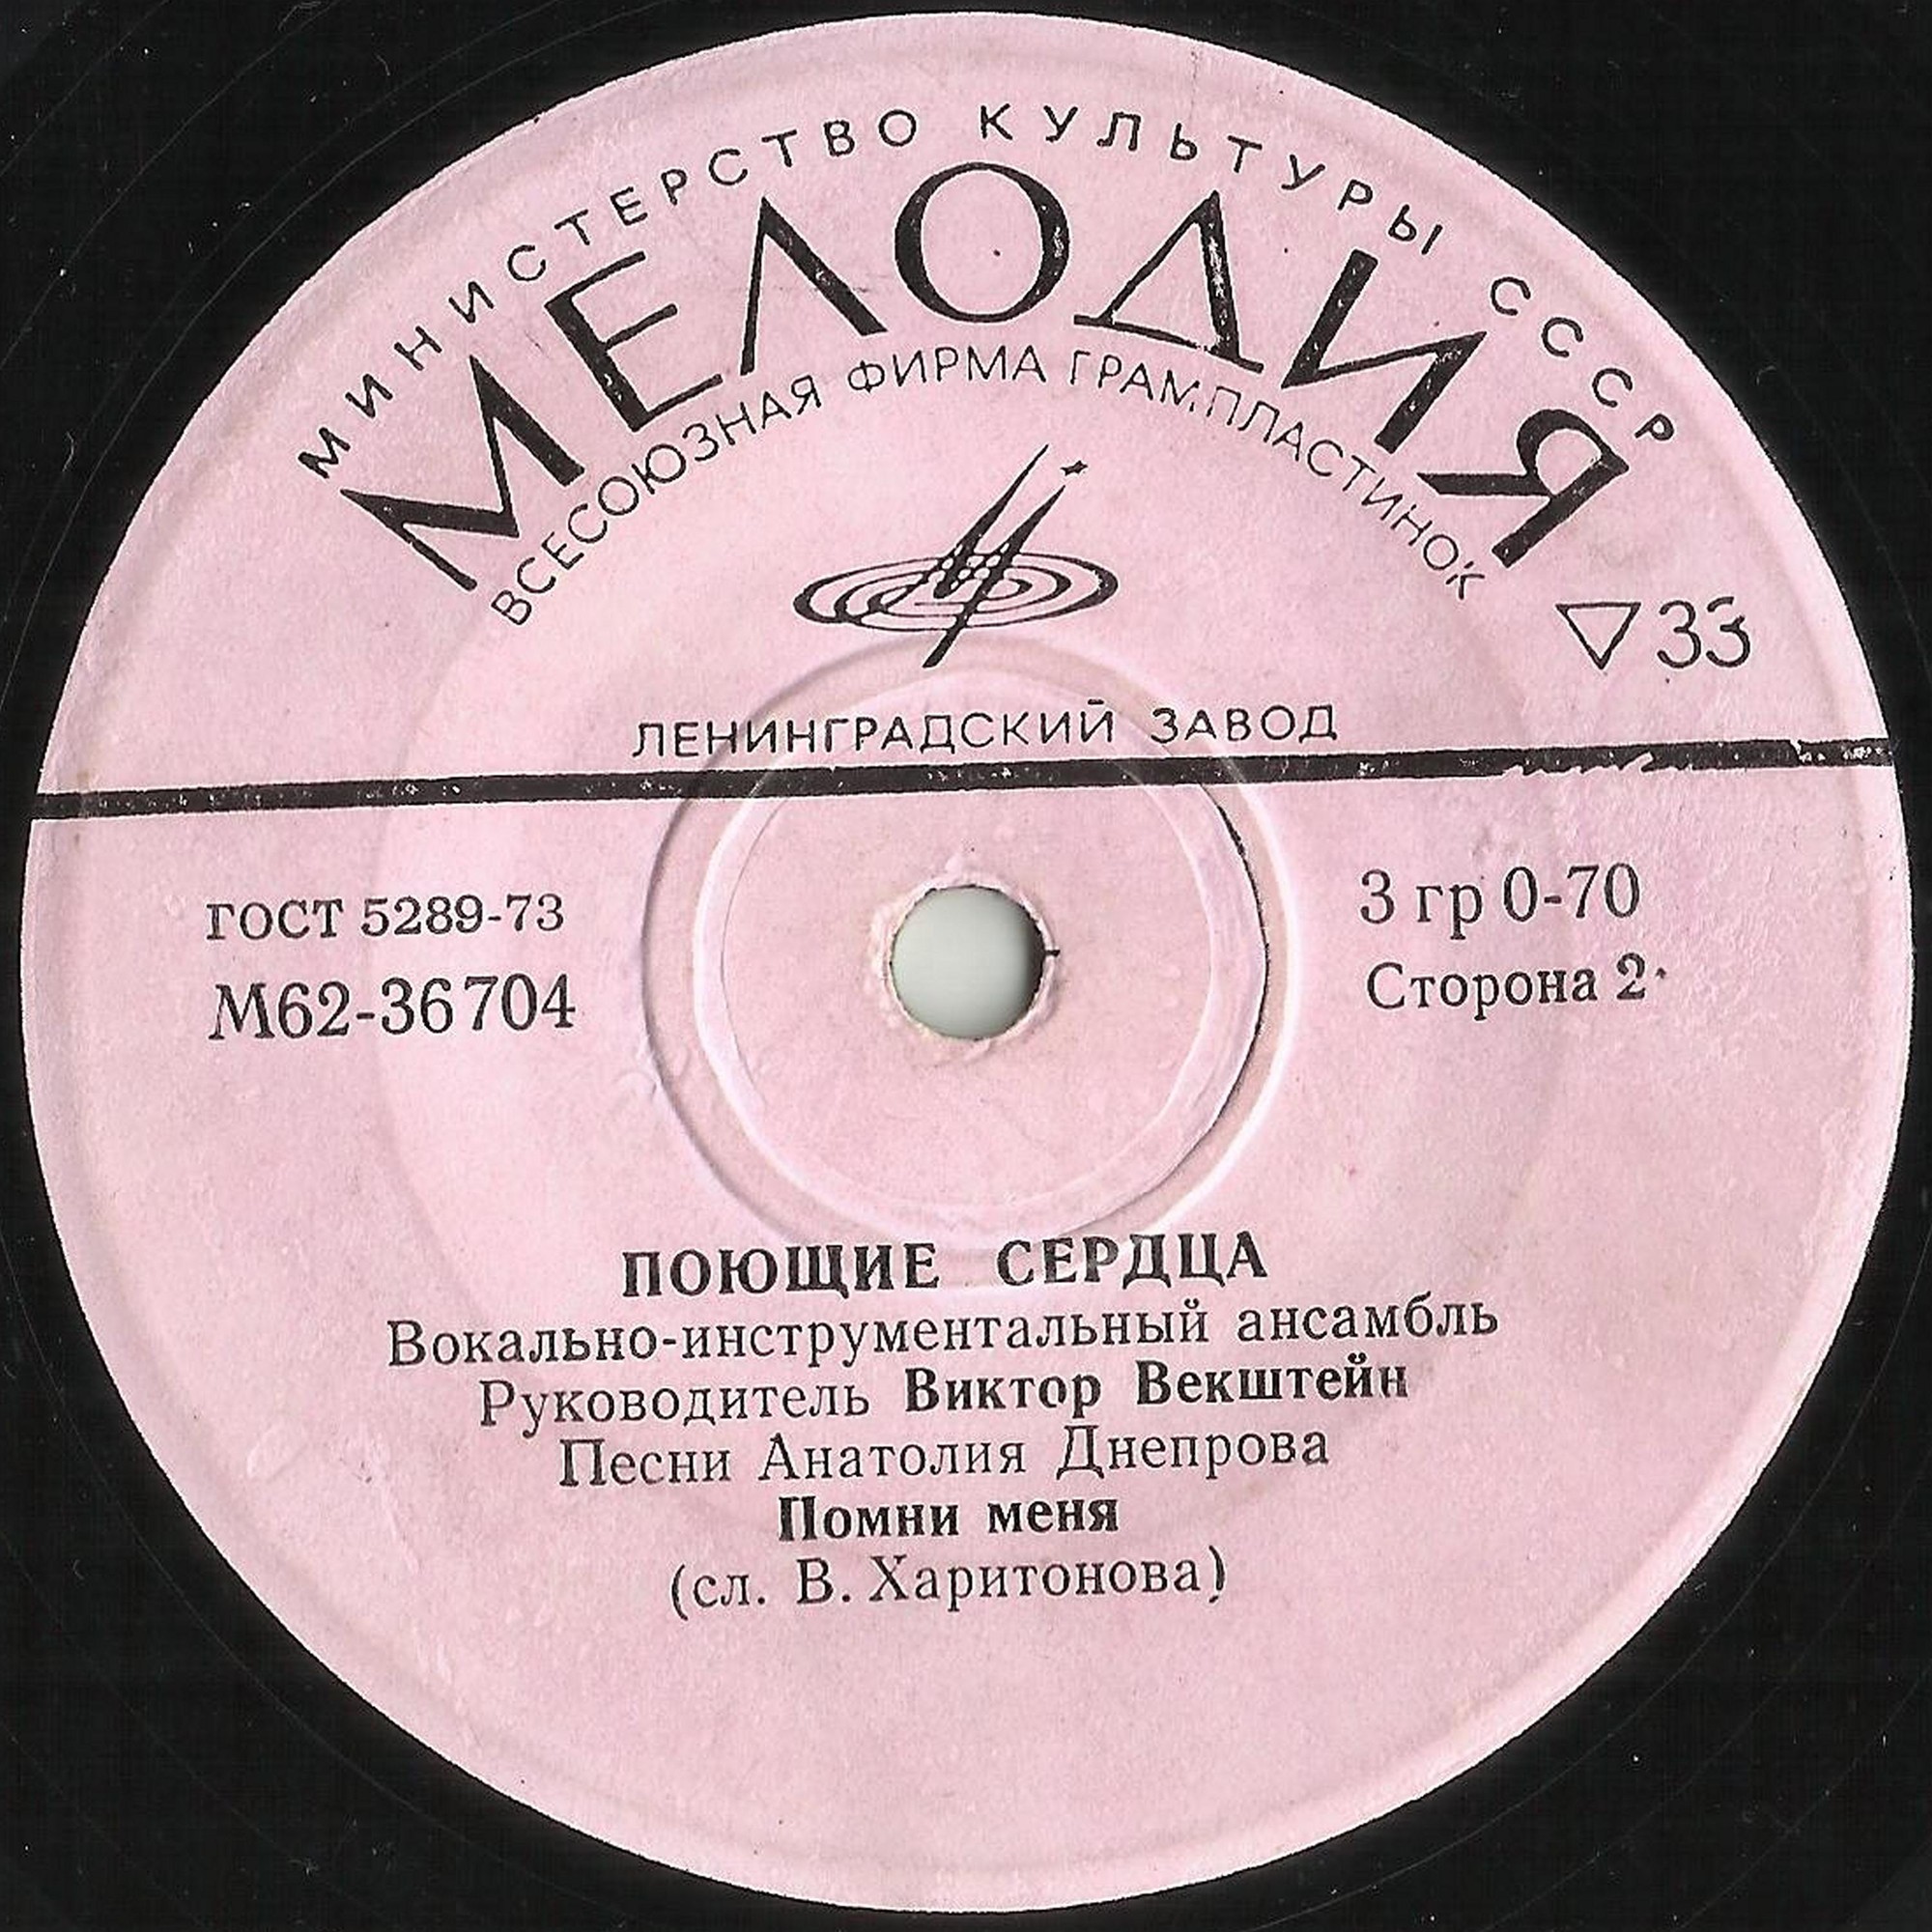 МИНИСТЕРСТВО КУЛЬТУРЫ СССР
МЕЛОДИЯ
ВСЕСОЮЗНАЯ ФИРМА ГРАМПЛАСТИНОК
▽33
ЛЕНИНГРАДСКИЙ ЗАВОД
ГОСТ 5289-73
М62-36704
3 гр 0-70
Сторона 2
ПОЮЩИЕ СЕРДЦА
Вокально-инструментальный ансамбль
Руководитель Виктор Векштейн
Песни Анатолия Днепрова
Помни меня
(сл. В. Харитонова)